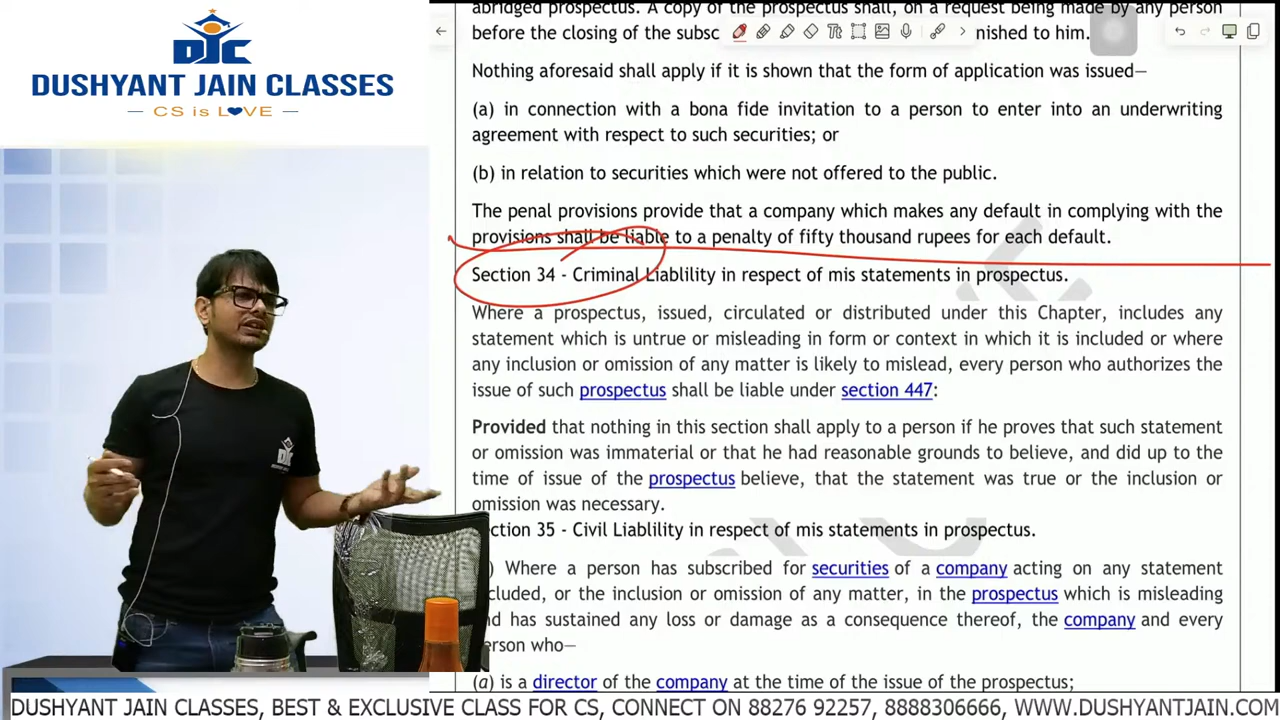 DJC
DUSHYANT JAIN CLASSES
CS is L VE
abridged prospectus. A copy of the prospectus shall, on a request being made by any person
before the closing of the subsc nished to him.
Nothing aforesaid shall apply if it is shown that the form of application was issued—
(a) in connection with a bona fide invitation to a person to enter into an underwriting
agreement with respect to such securities; or
(b) in relation to securities which were not offered to the public.
The penal provisions provide that a company which makes any default in complying with the
provisions shall be liable to a penalty of fifty thousand rupees for each default.
Section 34 - Criminal Liablility in respect of mis statements in prospectus.
Where a prospectus, issued, circulated or distributed under this Chapter, includes any
statement which is untrue or misleading in form or context in which it is included or where
any inclusion or omission of any matter is likely to mislead, every person who authorizes the
issue of such prospectus shall be liable under section 447:
Provided that nothing in this section shall apply to a person if he proves that such statement
or omission was immaterial or that he had reasonable grounds to believe, and did up to the
time of issue of the prospectus believe, that the statement was true or the inclusion or
omission was necessary.
ction 35 - Civil Liablility in respect of mis statements in prospectus.
) Where a person has subscribed for securities of a company acting on any statement
cluded, or the inclusion or omission of any matter, in the prospectus which is misleading
nd has sustained any loss or damage as a consequence thereof, the company and every
erson who—
(a) is a director of the company at the time of the issue of the prospectus;
DUSHYANT JAIN CLASSES, BEST & EXCLUSIVE CLASS FOR CS, CONNECT ON 88276 92257, 8888306666, WWW.DUSHYANTJAIN.COM